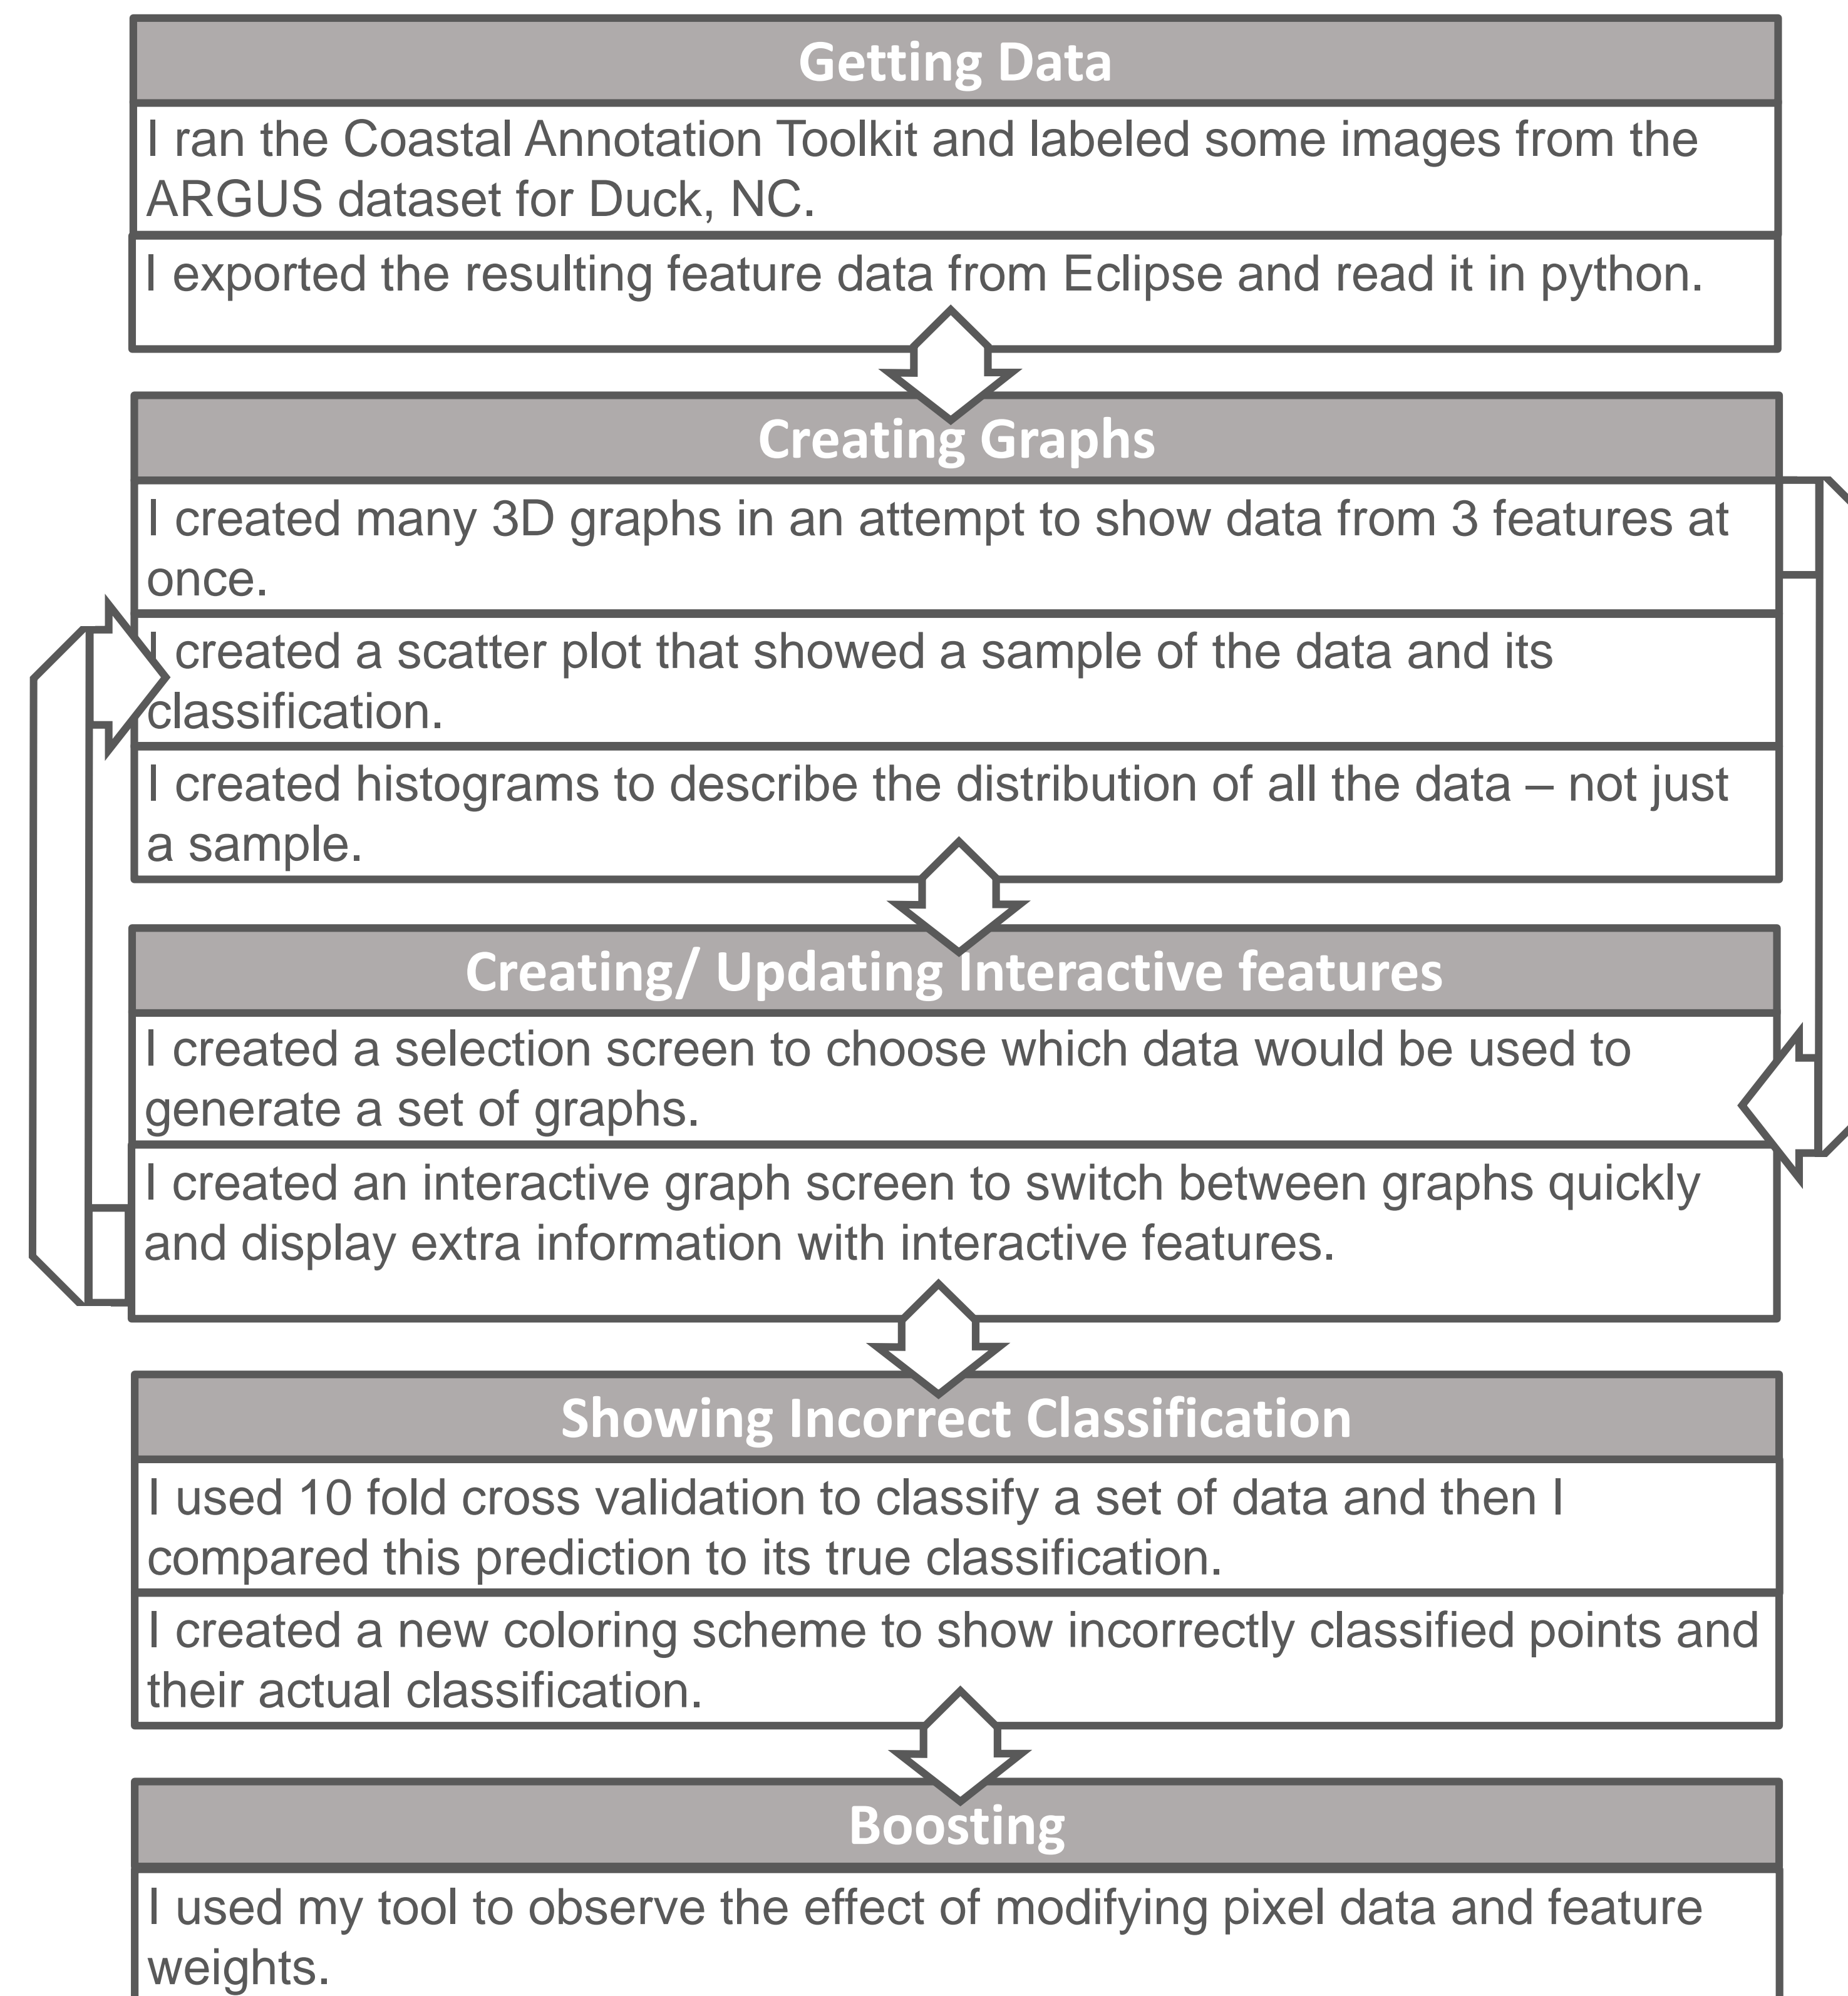 Getting Data
I ran the Coastal Annotation Toolkit and labeled some images from the
ARGUS dataset for Duck, NC.
I exported the resulting feature data from Eclipse and read it in python.
Creating Graphs
I created many 3D graphs in an attempt to show data from 3 features at
once.
I created a scatter plot that showed a sample of the data and its
classification.
I created histograms to describe the distribution of all the data – not just
a sample.
Creating/ Updating Interactive features
I created a selection screen to choose which data would be used to
generate a set of graphs.
I created an interactive graph screen to switch between graphs quickly
and display extra information with interactive features.
Showing Incorrect Classification
I used 10 fold cross validation to classify a set of data and then I
compared this prediction to its true classification.
I created a new coloring scheme to show incorrectly classified points and
their actual classification.
Boosting
I used my tool to observe the effect of modifying pixel data and feature
weights.